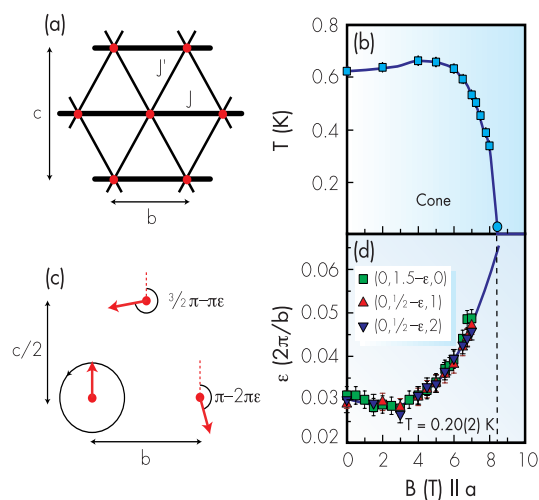 (a)
J'
J
c
b
(b)
T (K)
0.8
0.6
0.4
0.2
Cone
(c)
3/2 π-πε
c/2
π-2πε
b
(d)
ε (2π/b)
0.06
0.05
0.04
0.03
0.02
(0,1.5-ε,0)
(0,1/2-ε,1)
(0,1/2-ε,2)
T = 0.20(2) K
0 2 4 6 8 10
B (T) || a